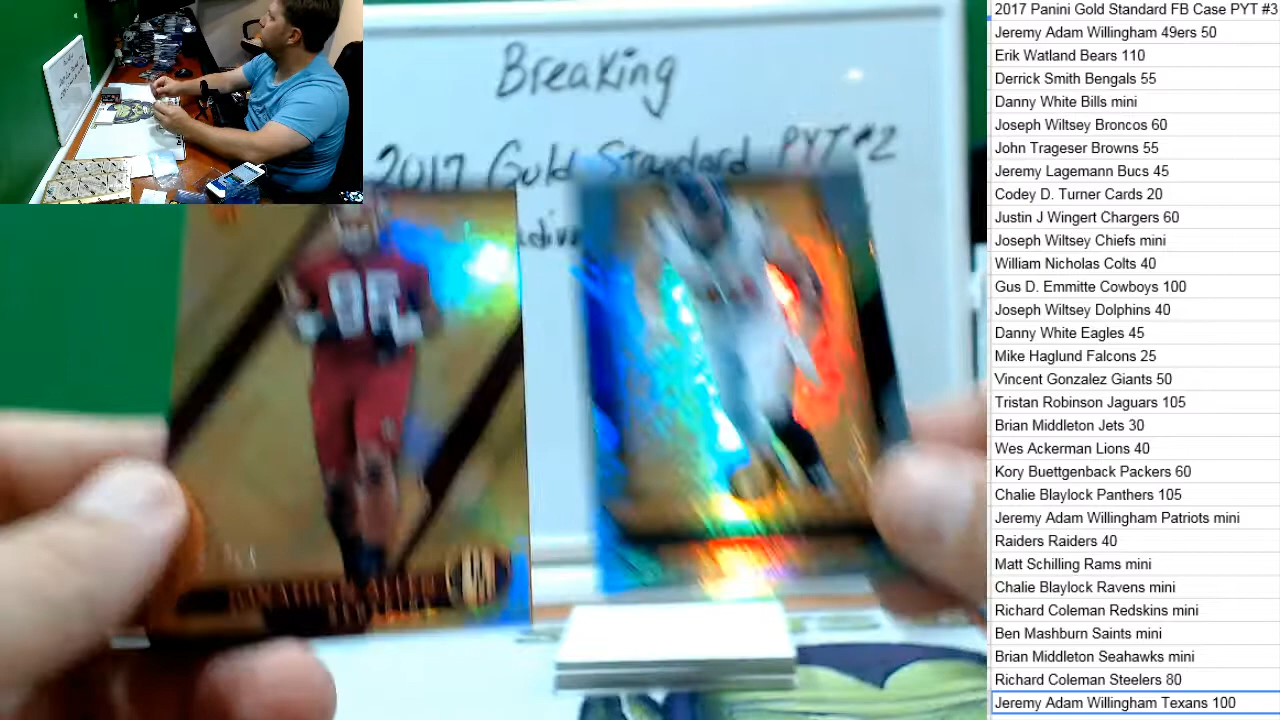 Breaking
2017 Gold Standard PYT #2
2017 Panini Gold Standard FB Case PYT #3
Jeremy Adam Willingham 49ers 50
Erik Watland Bears 110
Derrick Smith Bengals 55
Danny White Bills mini
Joseph Wiltsey Broncos 60
John Trageser Browns 55
Jeremy Lagemann Bucs 45
Codey D. Turner Cards 20
Justin J Wingert Chargers 60
Joseph Wiltsey Chiefs mini
William Nicholas Colts 40
Gus D. Emmitte Cowboys 100
Joseph Wiltsey Dolphins 40
Danny White Eagles 45
Mike Haglund Falcons 25
Vincent Gonzalez Giants 50
Tristan Robinson Jaguars 105
Brian Middleton Jets 30
Wes Ackerman Lions 40
Kory Buettgenback Packers 60
Chalie Blaylock Panthers 105
Jeremy Adam Willingham Patriots mini
Raiders Raiders 40
Matt Schilling Rams mini
Chalie Blaylock Ravens mini
Richard Coleman Redskins mini
Ben Mashburn Saints mini
Brian Middleton Seahawks mini
Richard Coleman Steelers 80
Jeremy Adam Willingham Texans 100